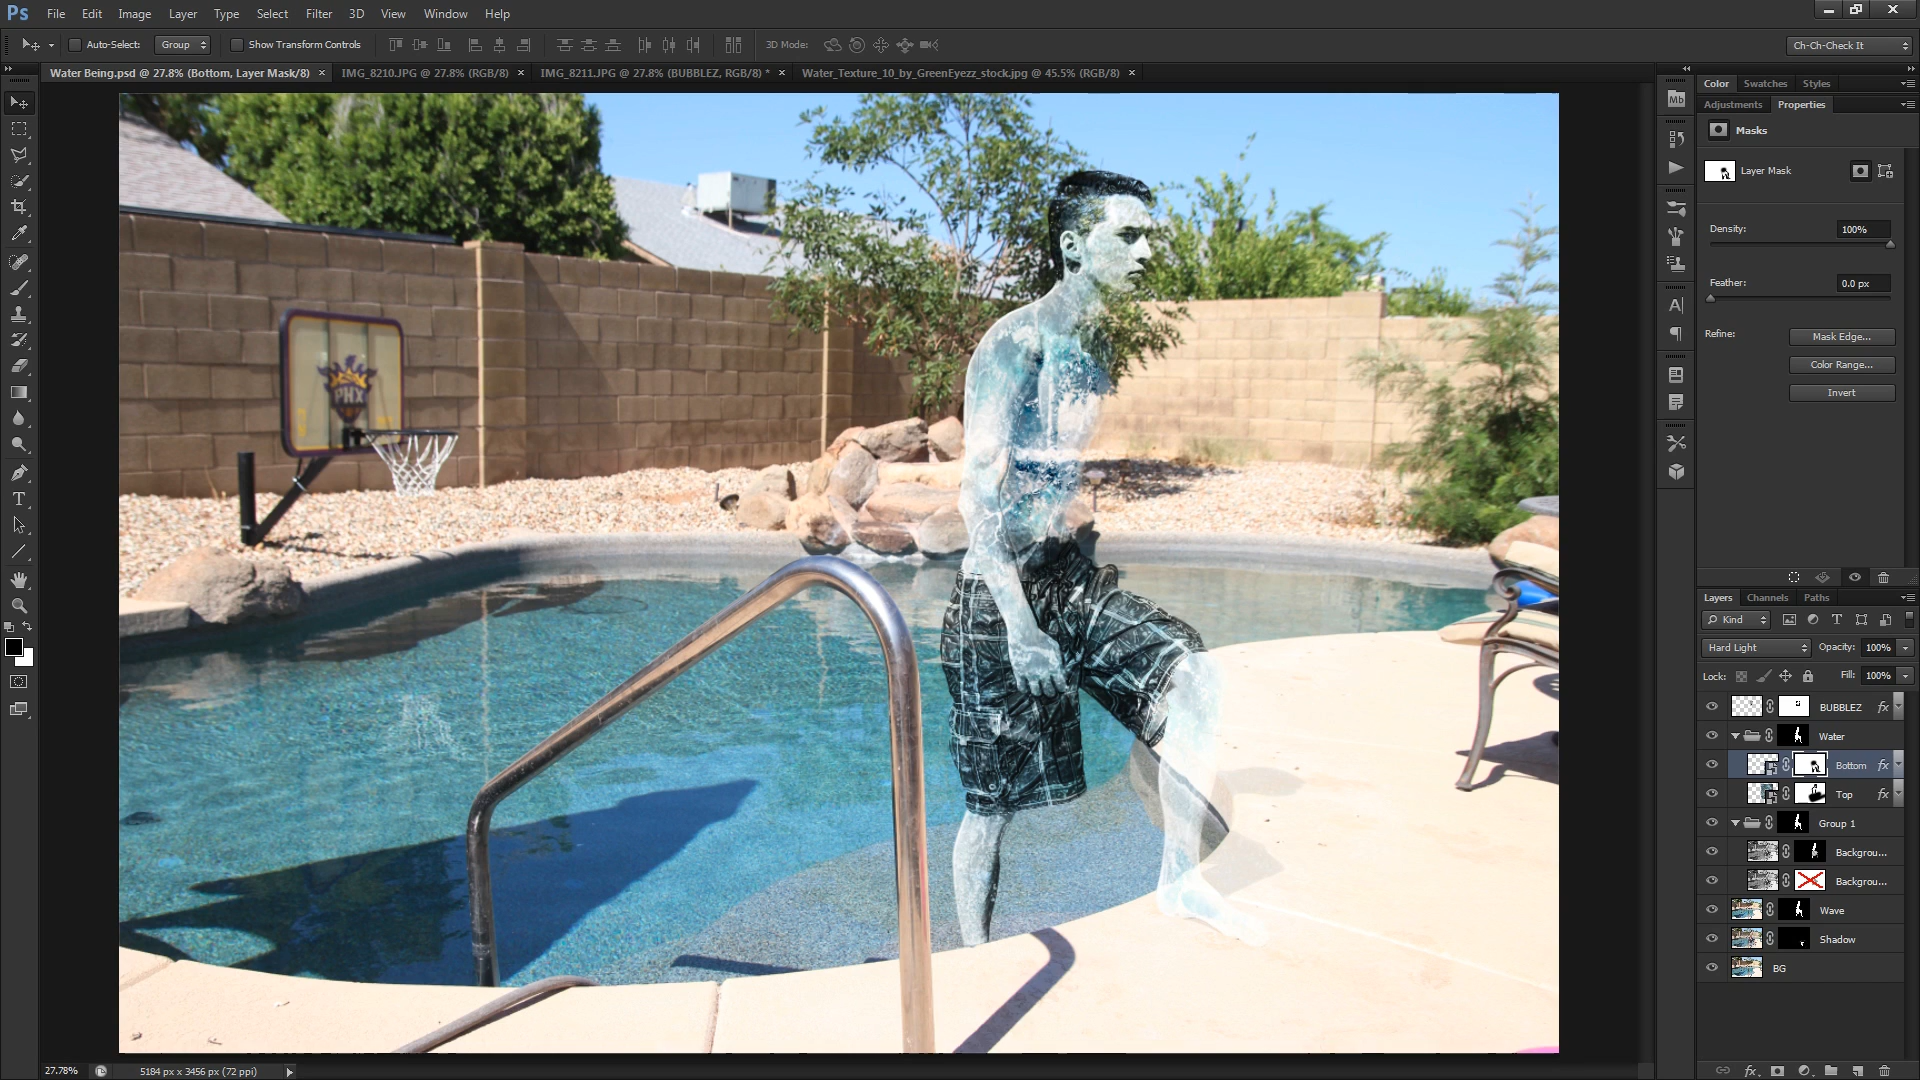 Ps File Edit Image Layer Type Select Filter 3D View Window Help
Auto-Select: Group Show Transform Controls 3D Mode: Ch-Ch-Check It
Water Being.psd @ 27.8% (Bottom, Layer Mask/8) × IMG_8210.JPG @ 27.8% (RGB/8) × IMG_8211.JPG @ 27.8% (BUBBLEZ, RGB/8) * × Water_Texture_10_by_GreenEyezz_stock.jpg @ 45.5% (RGB/8) ×
Mb
Color Swatches Styles
Adjustments Properties
Masks
Layer Mask
Density: 100%
Feather: 0.0 px
Refine: Mask Edge...
Color Range...
Invert
PHX
Layers Channels Paths
Kind
Hard Light Opacity: 100%
Lock: Fill: 100%
BUBBLEZ fx
Water
Bottom fx
Top fx
Group 1
Backgrou...
Backgrou...
Wave
Shadow
BG
27.78% 5184 px x 3456 px (72 ppi)
fx